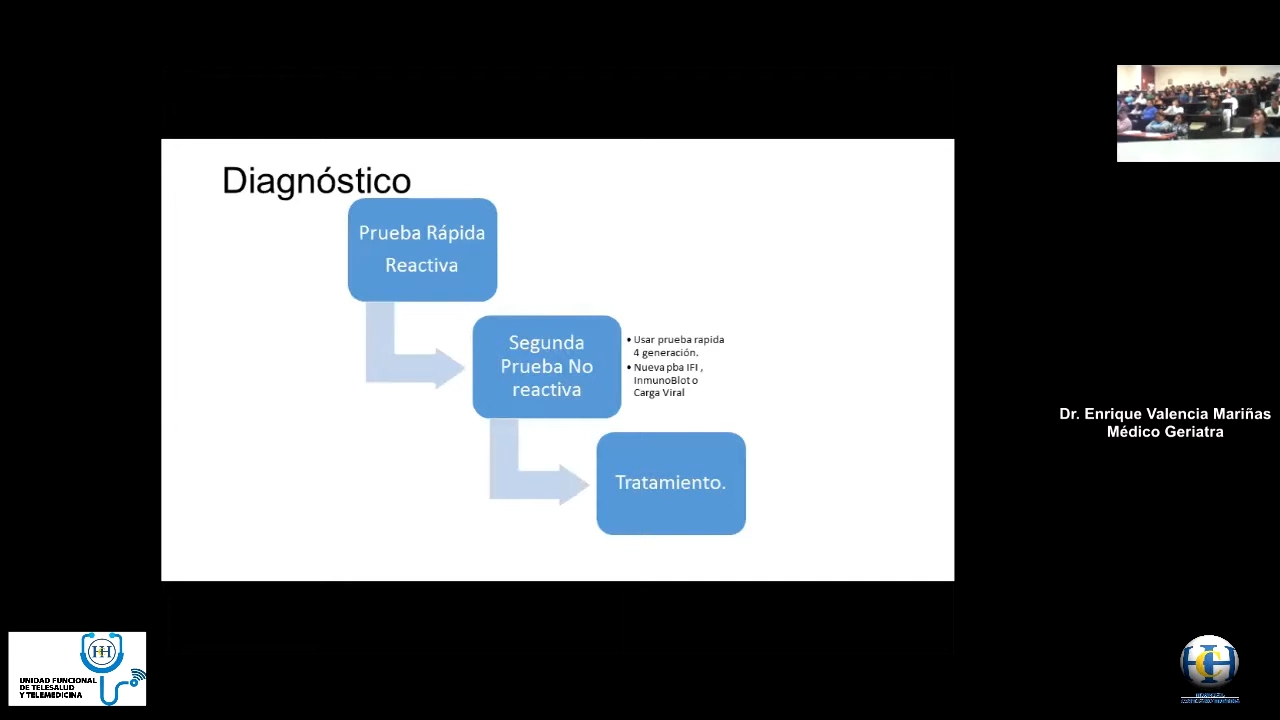 Diagnóstico
Prueba Rápida
Reactiva
Segunda
Prueba No
reactiva
• Usar prueba rapida
4 generación.
• Nueva pba IFI ,
InmunoBlot o
Carga Viral
Tratamiento.
Dr. Enrique Valencia Mariñas
Médico Geriatra
HH
UNIDAD FUNCIONAL
DE TELESALUD
Y TELEMEDICINA